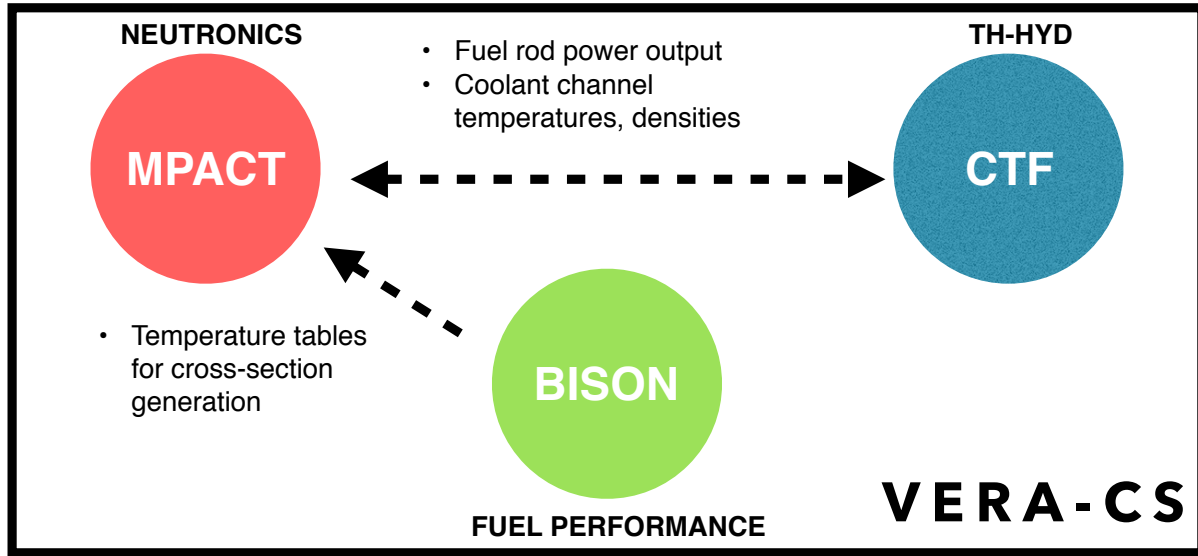 NEUTRONICS
MPACT
• Fuel rod power output
• Coolant channel
temperatures, densities
TH-HYD
CTF
• Temperature tables
for cross-section
generation
BISON
FUEL PERFORMANCE
VERA-CS